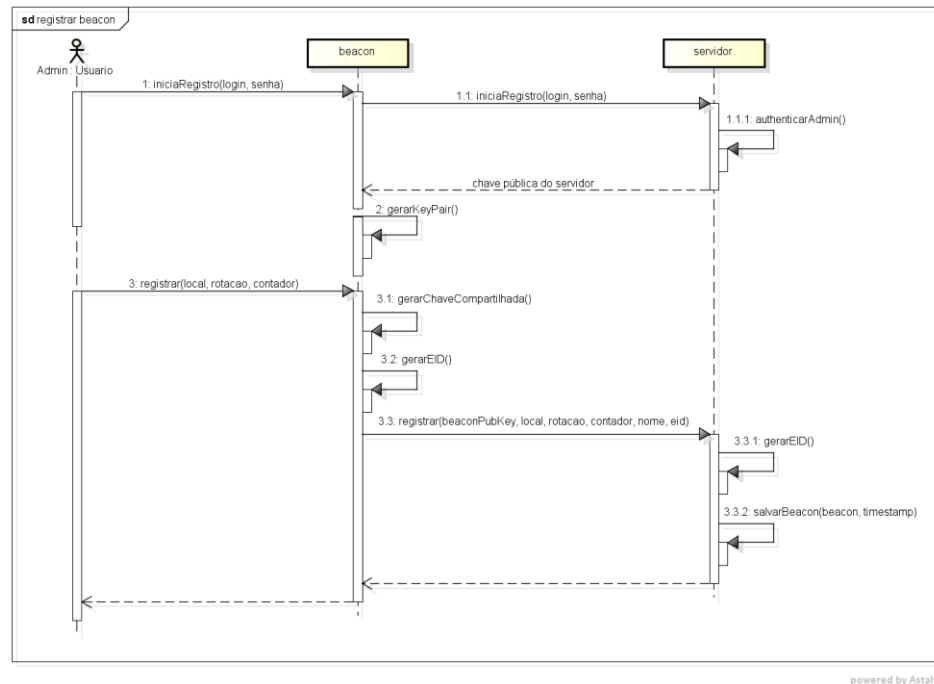 sd registrar beacon
beacon
servidor
Admin : Usuario
1: iniciaRegistro(login, senha)
1.1: iniciaRegistro(login, senha)
1.1.1: authenticarAdmin()
chave pública do servidor
2: gerarKeyPair()
3: registrar(local, rotacao, contador)
3.1: gerarChaveCompartilhada()
3.2: gerarEID()
3.3: registrar(beaconPubKey, local, rotacao, contador, nome, eid)
3.3.1: gerarEID()
3.3.2: salvarBeacon(beacon, timestamp)
powered by Astah